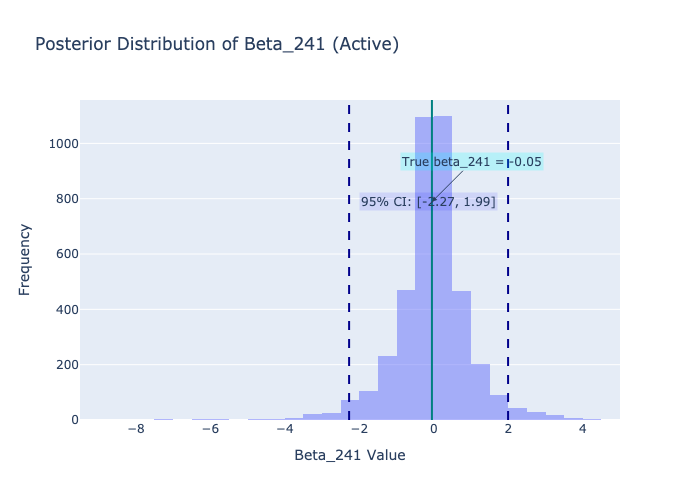 Posterior Distribution of Beta_241 (Active)
1000
True beta_241 = -0.05
800
95% CI: [-2.27, 1.99]
600
Frequency
400
200
0
−8 −6 −4 −2 0 2 4
Beta_241 Value